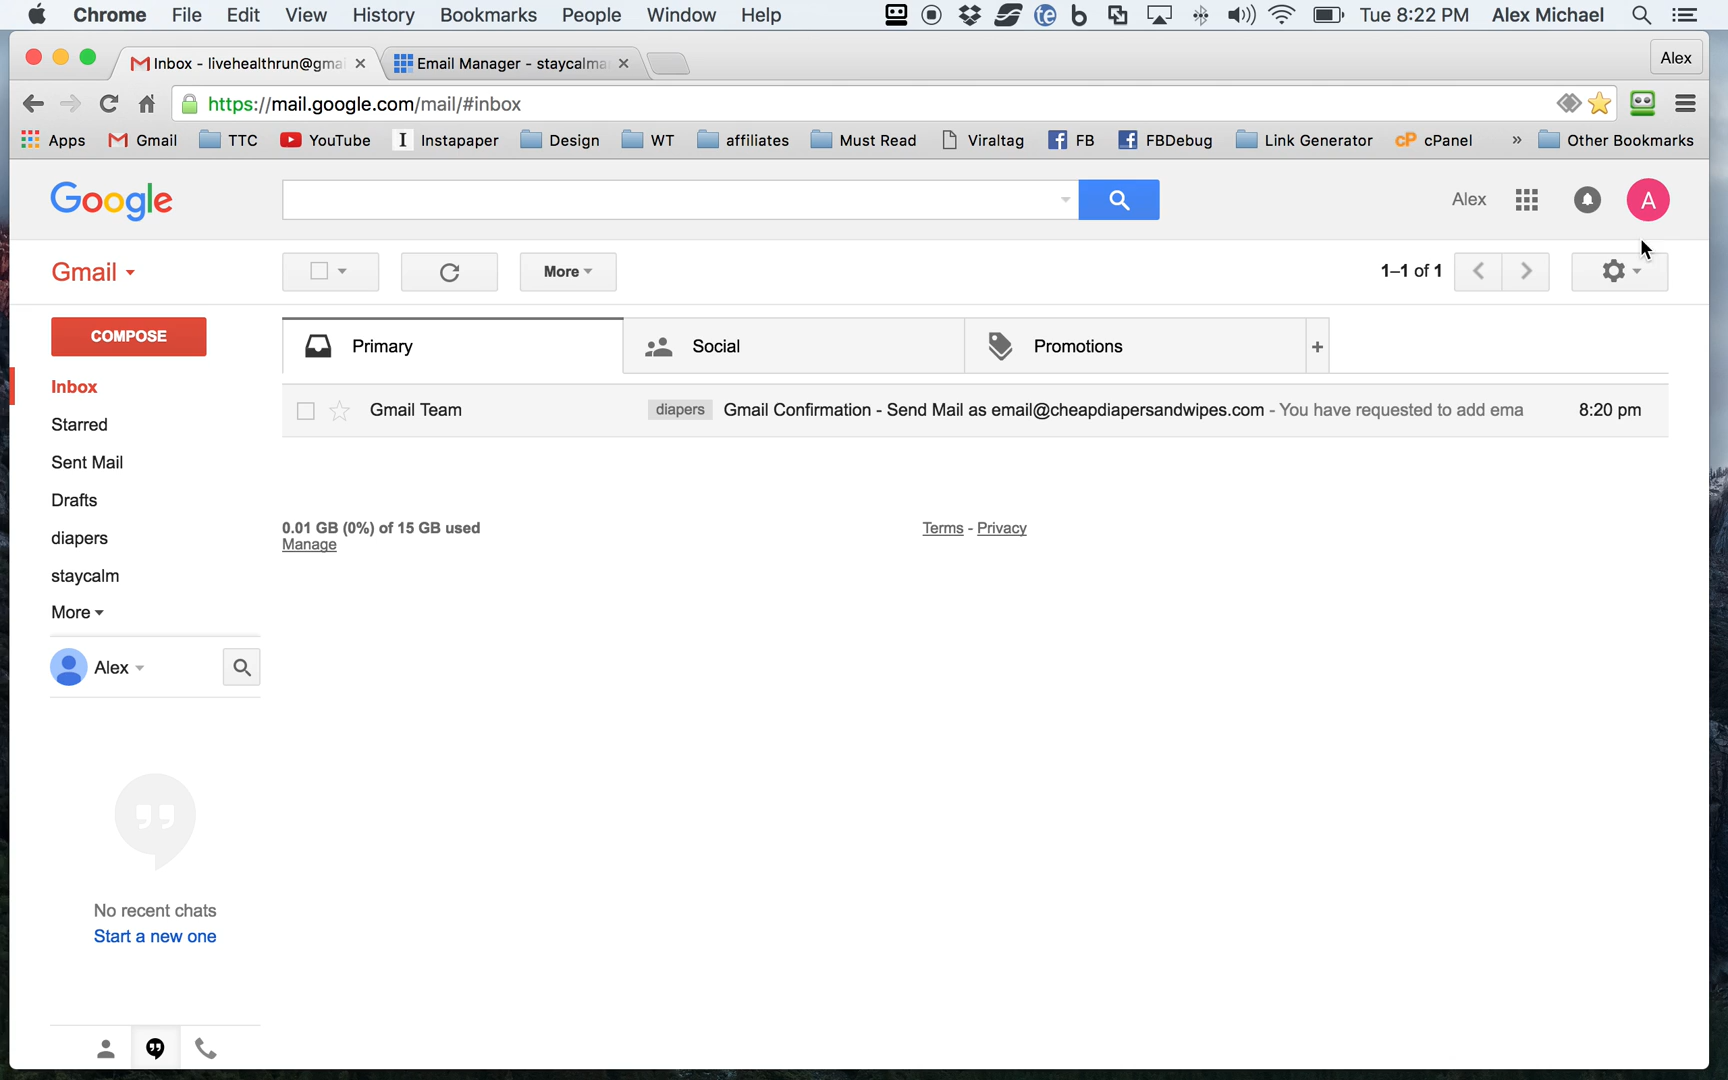 Chrome File Edit View History Bookmarks People Window Help Tue 8:22 PM Alex Michael
Inbox - livehealthrun@gmai Email Manager - staycalma Alex
https://mail.google.com/mail/#inbox
Apps Gmail TTC YouTube Instapaper Design WT affiliates Must Read Viraltag FB FBDebug Link Generator cPanel » Other Bookmarks
Google Alex A
Gmail More 1–1 of 1
COMPOSE
Primary Social Promotions +
Inbox
Gmail Team diapers Gmail Confirmation - Send Mail as email@cheapdiapersandwipes.com - You have requested to add ema 8:20 pm
Starred
Sent Mail
Drafts
0.01 GB (0%) of 15 GB used
Manage
Terms - Privacy
diapers
staycalm
More
Alex
No recent chats
Start a new one